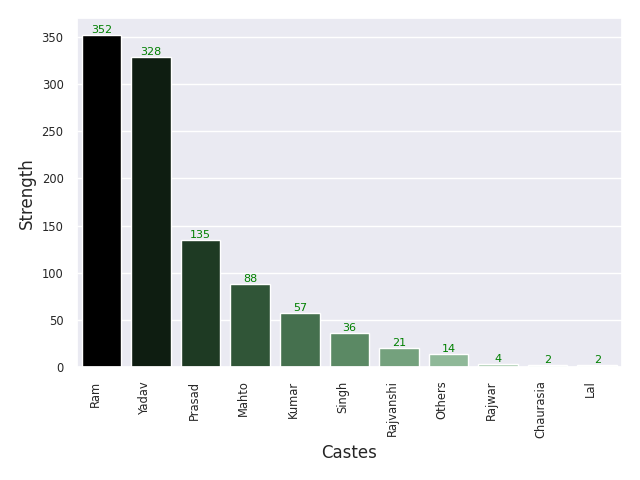 352
328
135
88
57
36
21
14
4
2
2
350
300
250
200
150
100
50
0
Strength
Ram
Yadav
Prasad
Mahto
Kumar
Singh
Rajvanshi
Others
Rajwar
Chaurasia
Lal
Castes